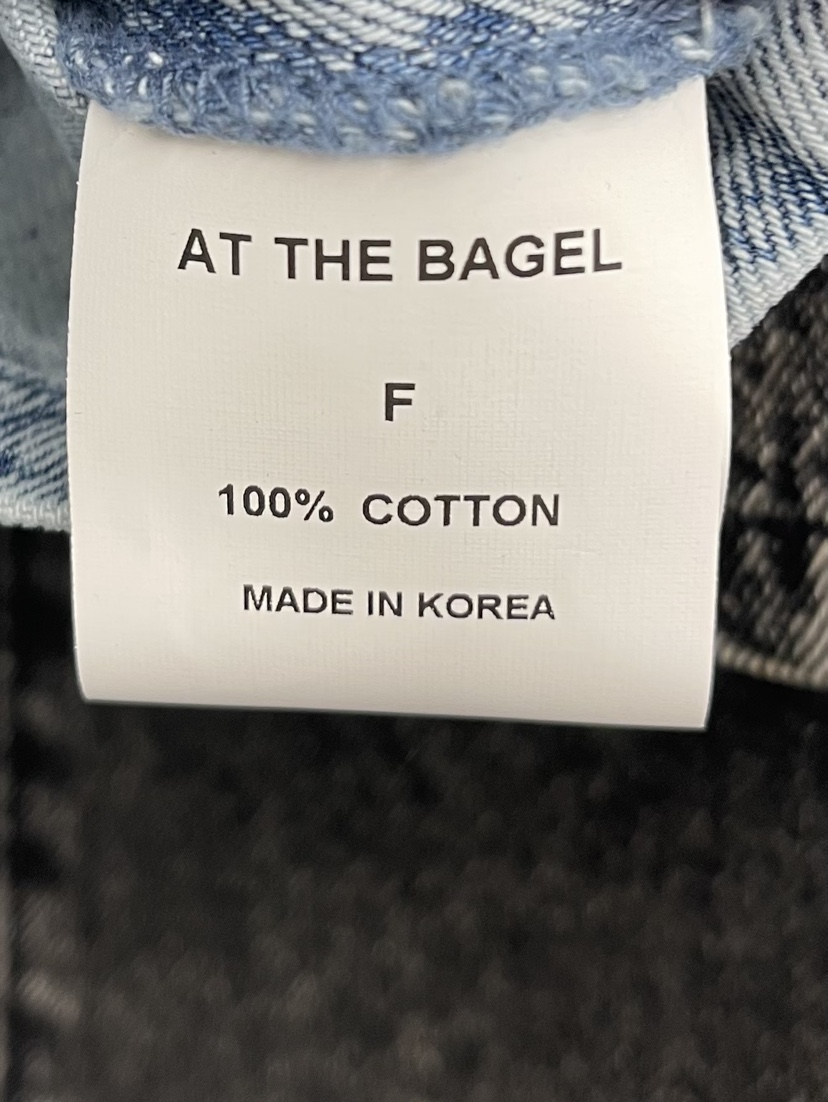 AT THE BAGEL
F
100% COTTON
MADE IN KOREA